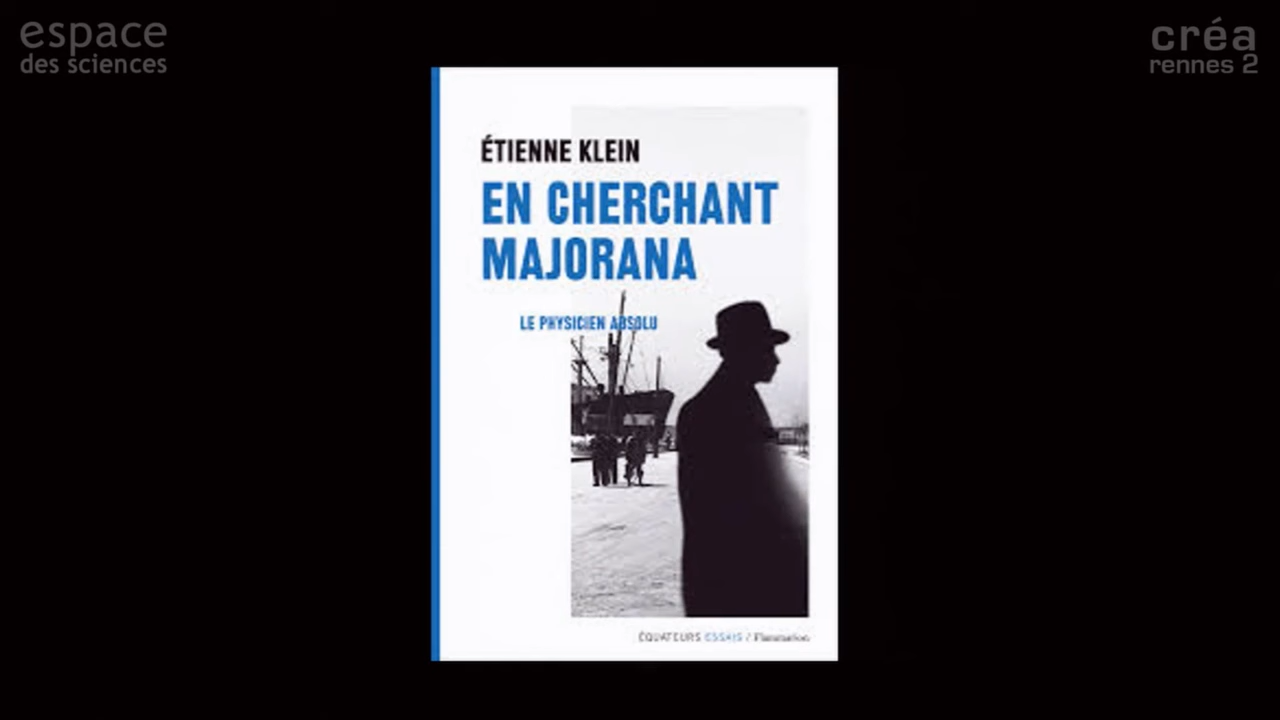 espace
des sciences
créa
rennes 2
ÉTIENNE KLEIN
EN CHERCHANT
MAJORANA
LE PHYSICIEN ABSOLU
ÉQUATEURS ESSAIS / Flammarion